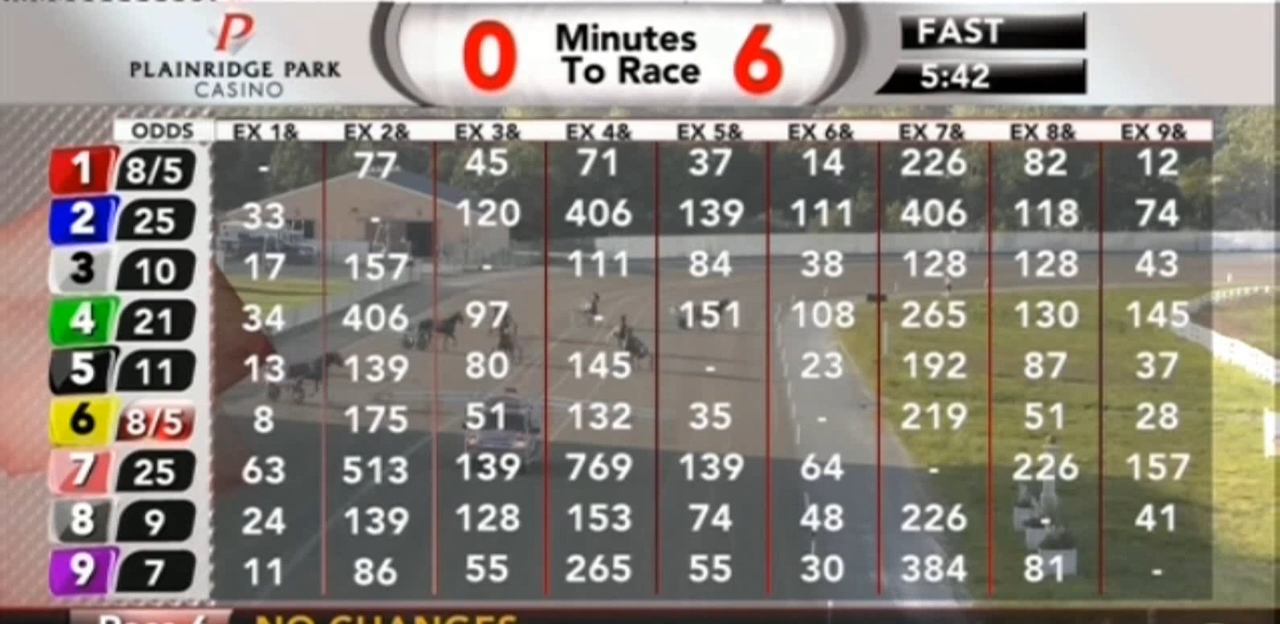 P
PLAINRIDGE PARK
CASINO
0 Minutes To Race 6
FAST
5:42
ODDS EX 1& EX 2& EX 3& EX 4& EX 5& EX 6& EX 7& EX 8& EX 9&
1 8/5 - 77 45 71 37 14 226 82 12
2 25 33 - 120 406 139 111 406 118 74
3 10 17 157 - 111 84 38 128 128 43
4 21 34 406 97 - 151 108 265 130 145
5 11 13 139 80 145 - 23 192 87 37
6 8/5 8 175 51 132 35 - 219 51 28
7 25 63 513 139 769 139 64 - 226 157
8 9 24 139 128 153 74 48 226 - 41
9 7 11 86 55 265 55 30 384 81 -
Race 6 NO CHANGES